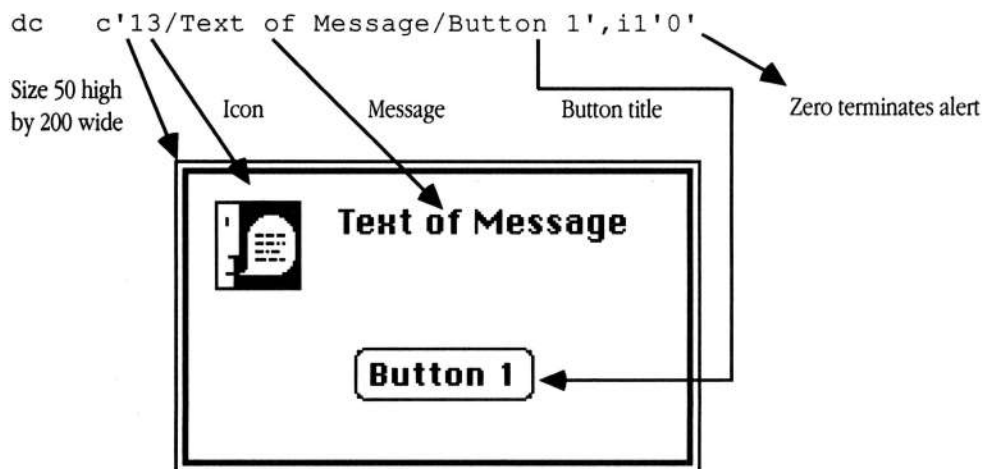 dc c'13/Text of Message/Button 1',i1'0'
Size 50 high
by 200 wide
Icon
Message
Button title
Zero terminates alert
Text of Message
Button 1